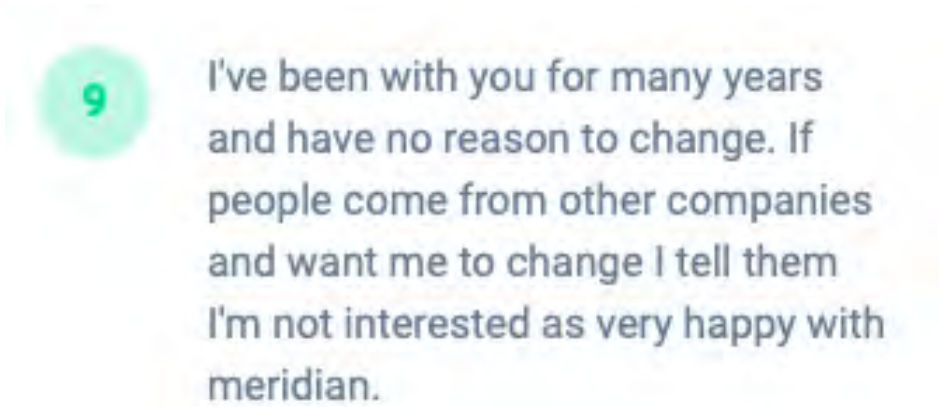 9
I've been with you for many years
and have no reason to change. If
people come from other companies
and want me to change I tell them
I'm not interested as very happy with
meridian.